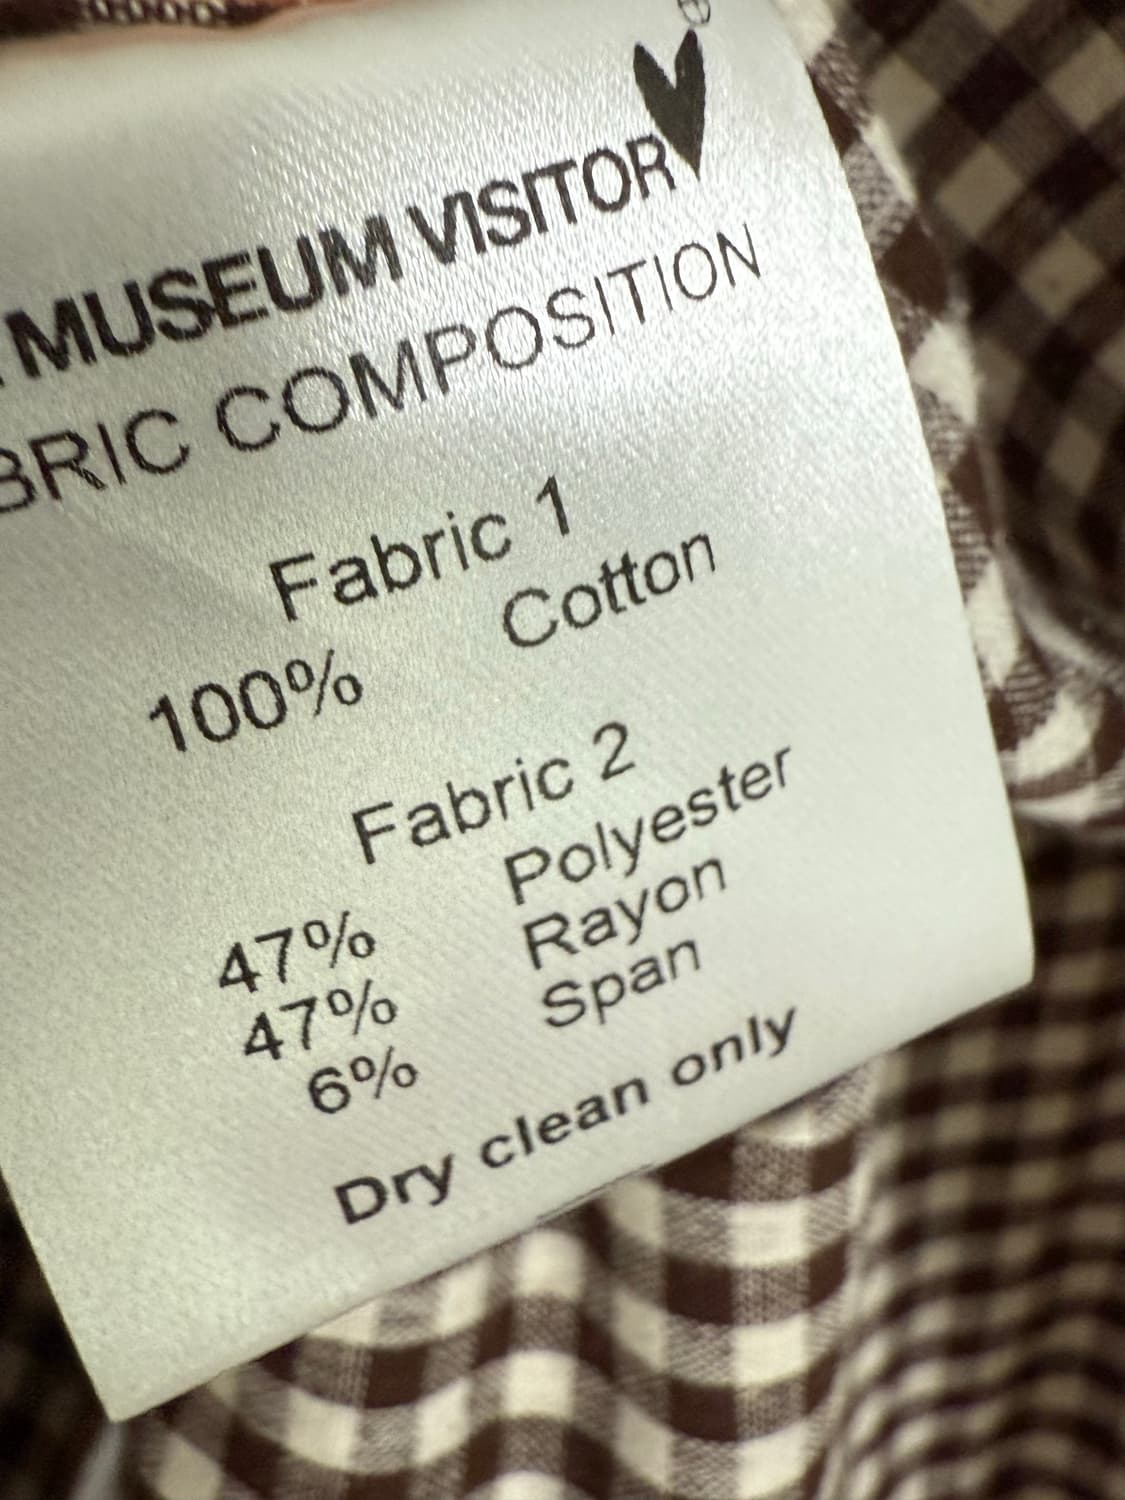 MUSEUM VISITOR
BRIC COMPOSITION
Fabric 1
100% Cotton
Fabric 2
47% Polyester
47% Rayon
6% Span
Dry clean only